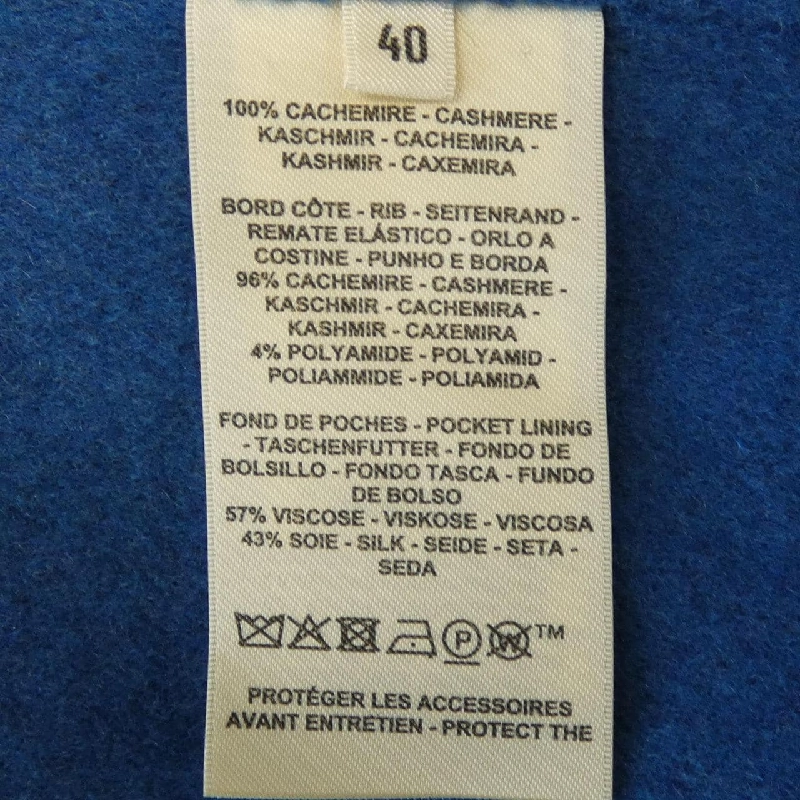 40
100% CACHEMIRE - CASHMERE -
KASCHMIR - CACHEMIRA -
KASHMIR - CAXEMIRA
BORD CÔTE - RIB - SEITENRAND -
REMATE ELÁSTICO - ORLO A
COSTINE - PUNHO E BORDA
96% CACHEMIRE - CASHMERE -
KASCHMIR - CACHEMIRA -
KASHMIR - CAXEMIRA
4% POLYAMIDE - POLYAMID -
POLIAMMIDE - POLIAMIDA
FOND DE POCHES - POCKET LINING
- TASCHENFUTTER - FONDO DE
BOLSILLO - FONDO TASCA - FUNDO
DE BOLSO
57% VISCOSE - VISKOSE - VISCOSA
43% SOIE - SILK - SEIDE - SETA -
SEDA
P W TM
PROTÉGER LES ACCESSOIRES
AVANT ENTRETIEN - PROTECT THE